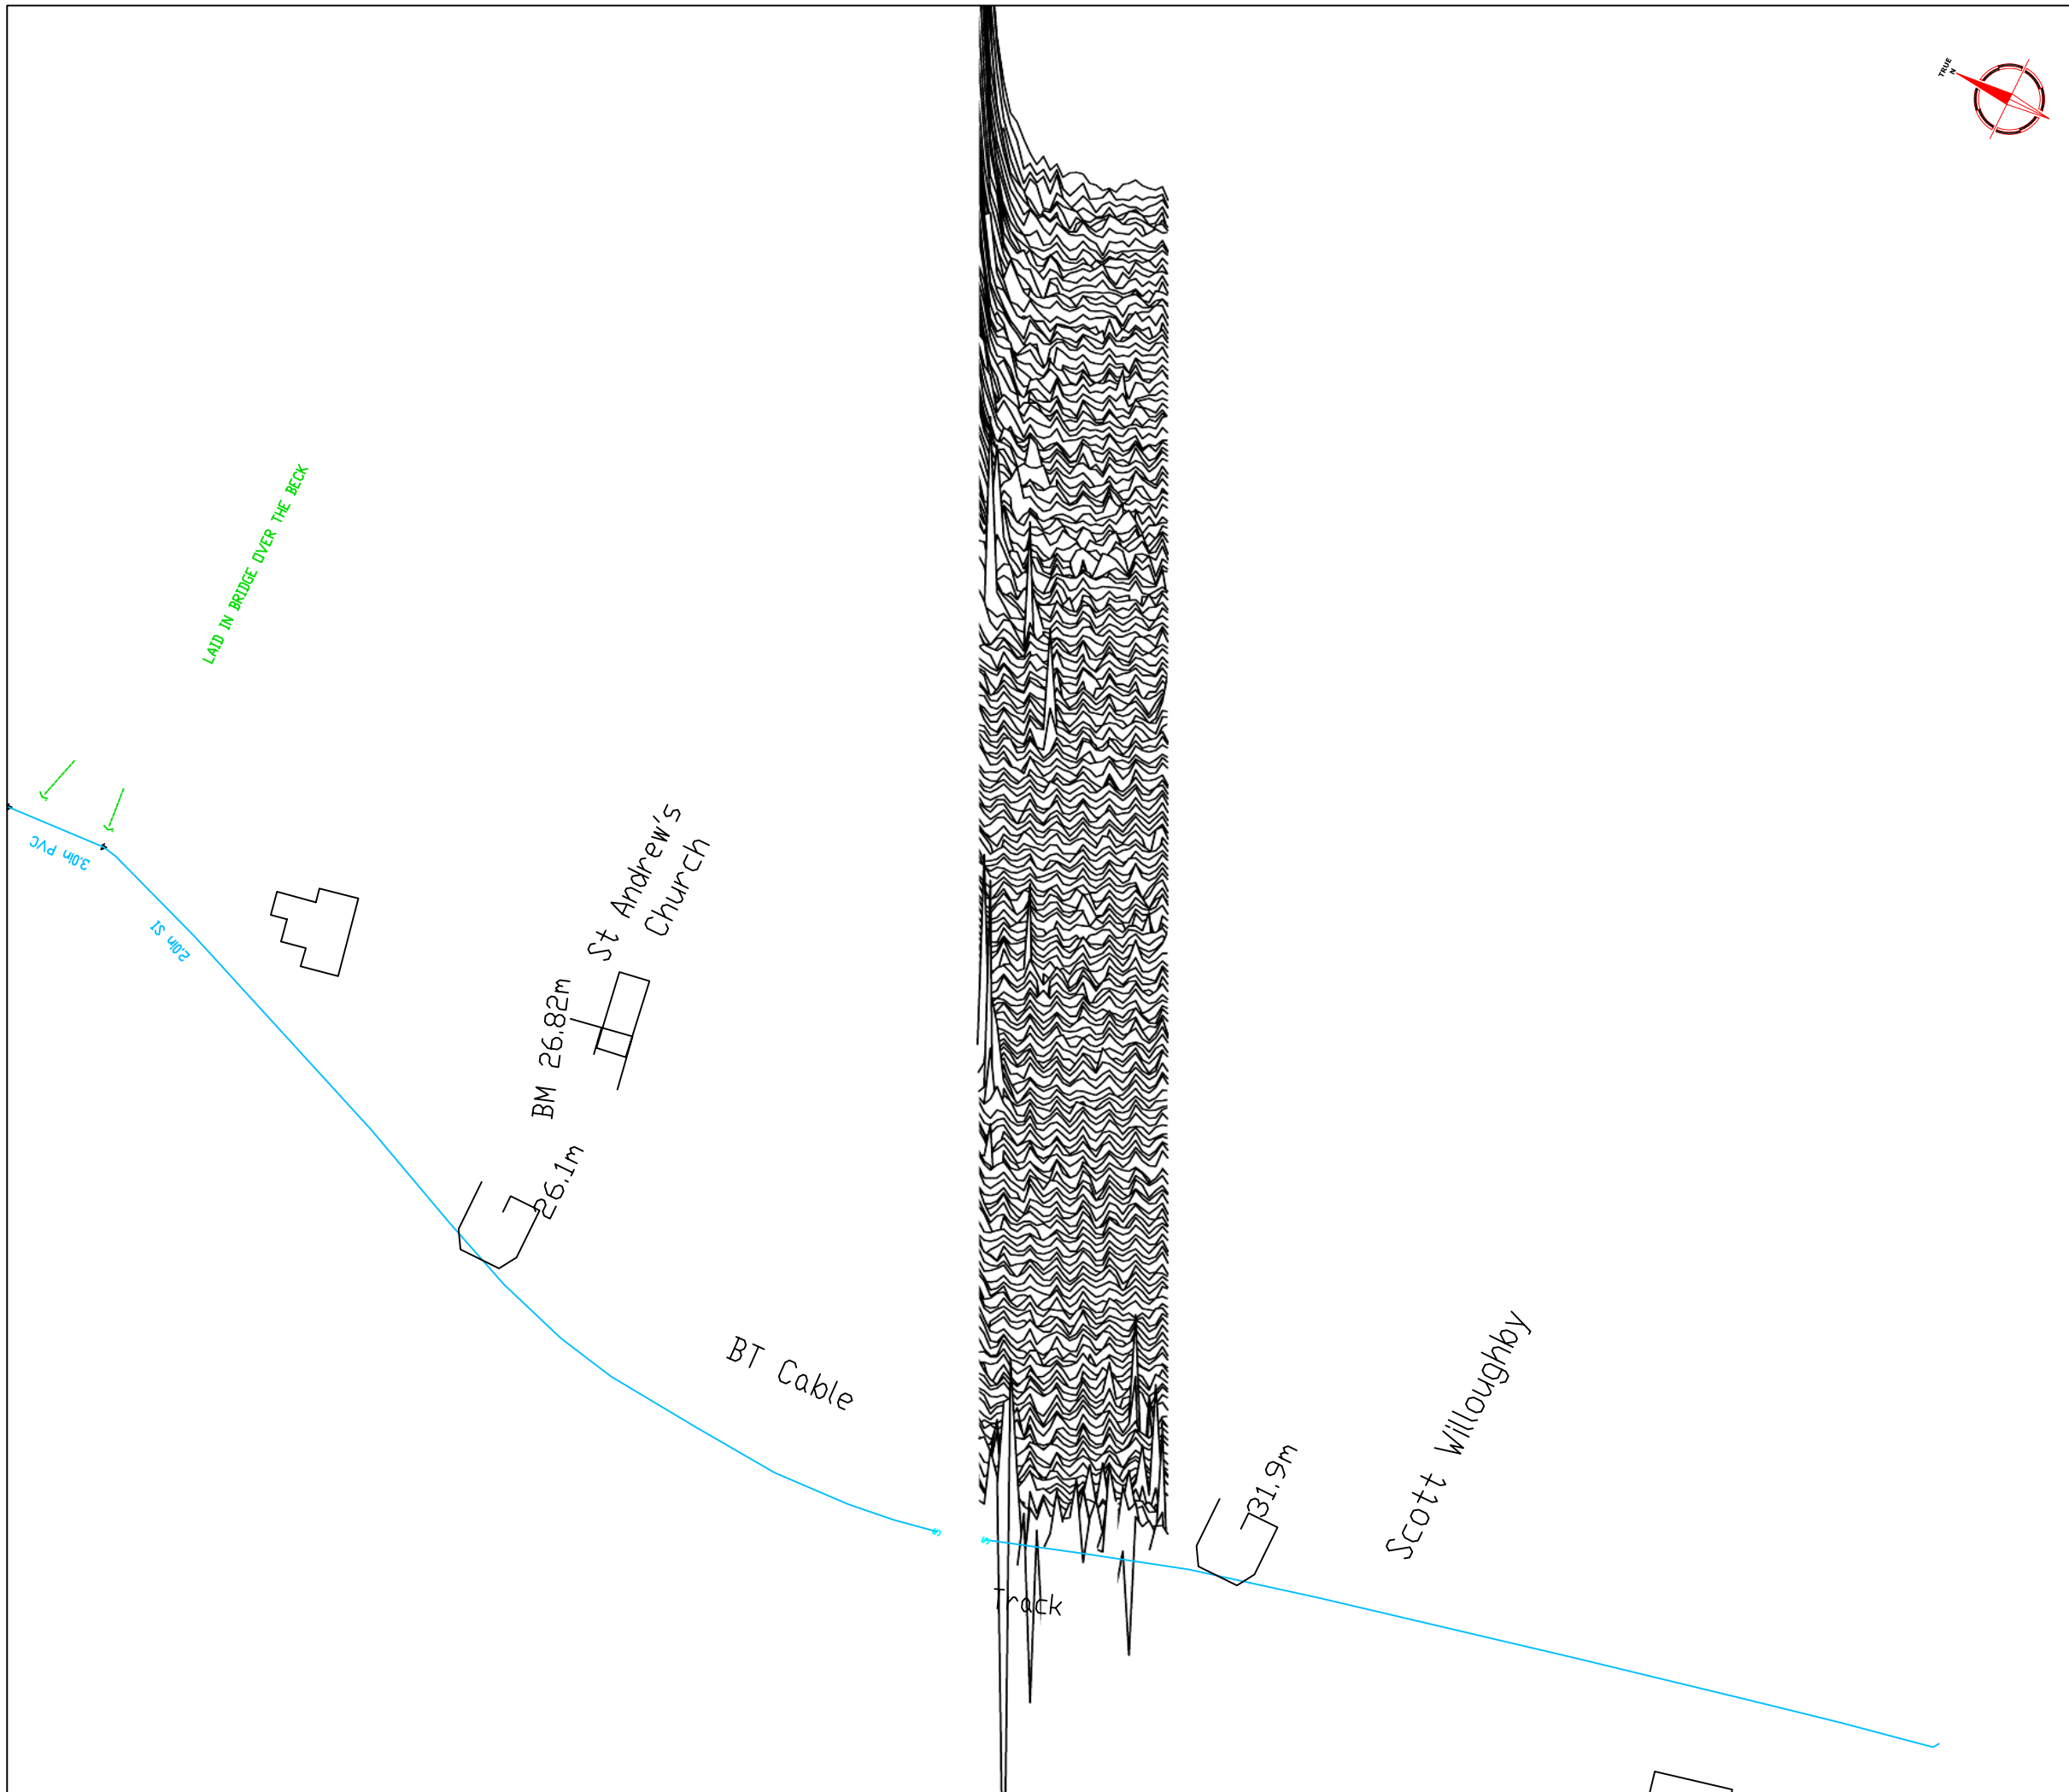 TRUE
N
LAID IN BRIDGE OVER THE BECK
3.0in PVC
2.0in SI
St Andrew's
Church
BM 26.82m
26.1m
BT Cable
31.9m
Scott Willoughby
Track